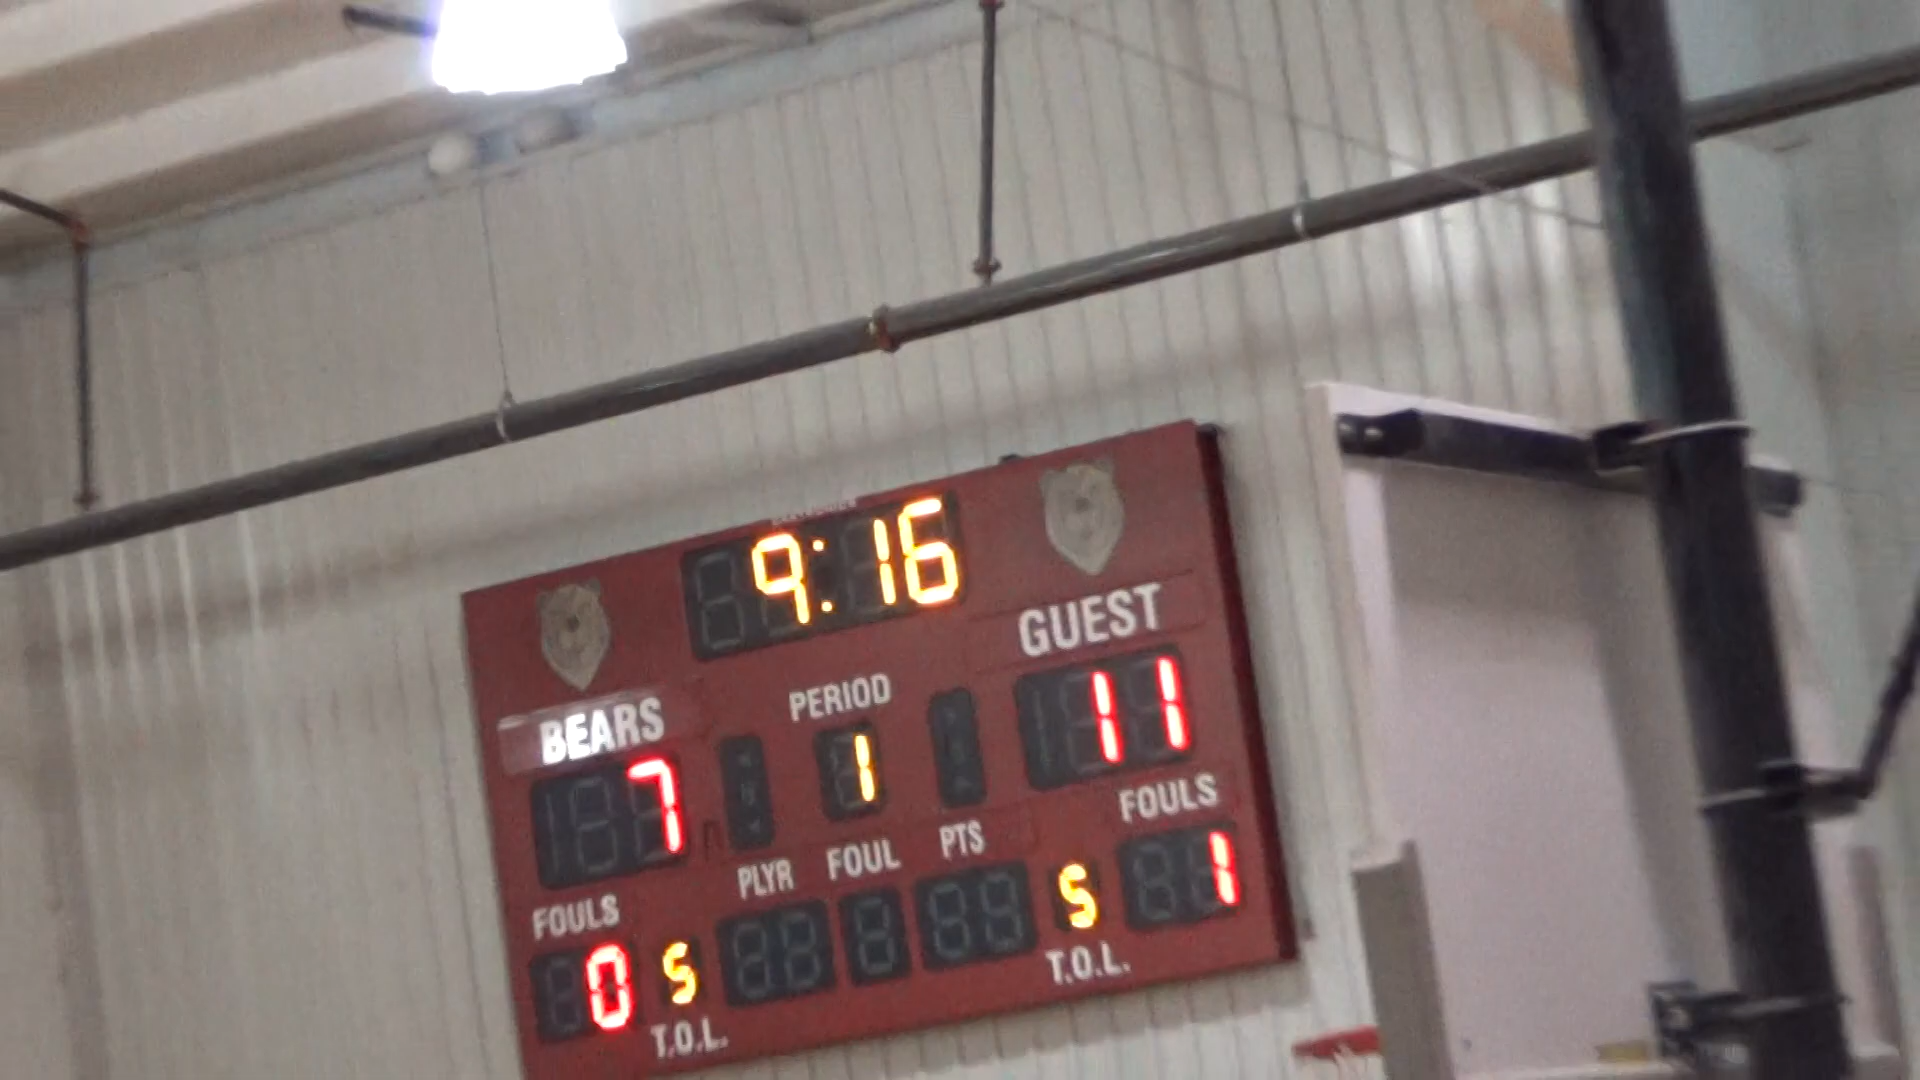 9:16
GUEST
BEARS
PERIOD
7
1
11
FOULS
PLYR
FOUL
PTS
FOULS
0
5
5
1
T.O.L.
T.O.L.